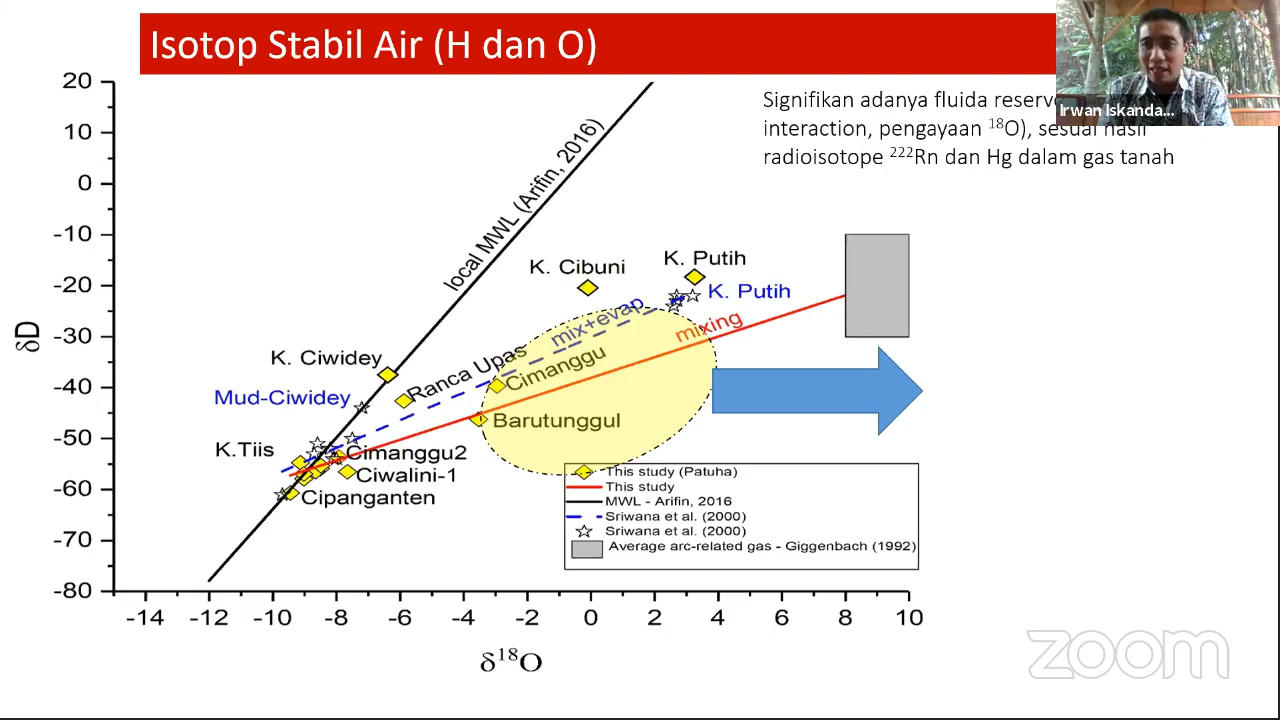 Isotop Stabil Air (H dan O)
Irwan Iskanda...
Signifikan adanya fluida
interaction, pengayaan ¹⁸O), sesuai hasil
radioisotope ²²²Rn dan Hg dalam gas tanah
20
10
0
-10
-20
-30
-40
-50
-60
-70
-80
δD
local MWL (Arifin, 2016)
K. Cibuni
K. Putih
K. Putih
mix+evap
mixing
K. Ciwidey
Mud-Ciwidey
Ranca Upas
Cimanggu
Barutunggul
K.Tiis
Cimanggu2
Ciwalini-1
Cipanganten
This study (Patuha)
This study
MWL - Arifin, 2016
Sriwana et al. (2000)
Sriwana et al. (2000)
Average arc-related gas - Giggenbach (1992)
-14 -12 -10 -8 -6 -4 -2 0 2 4 6 8 10
δ¹⁸O
zoom